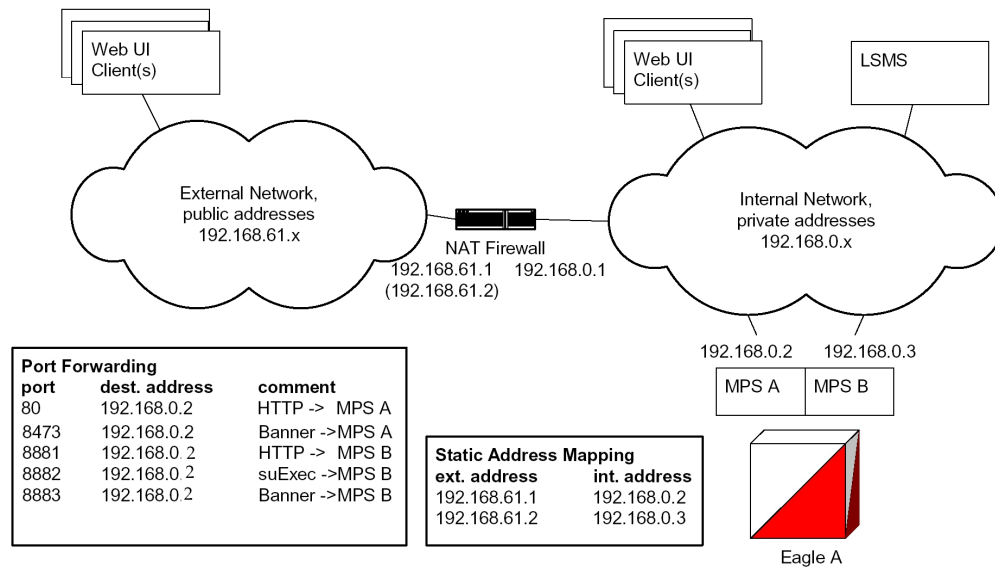 Web UI
Client(s)
Web UI
Client(s)
LSMS
External Network,
public addresses
192.168.61.x
Internal Network,
private addresses
192.168.0.x
NAT Firewall
192.168.61.1 192.168.0.1
(192.168.61.2)
192.168.0.2 192.168.0.3
MPS A MPS B
Port Forwarding
port dest. address comment
80 192.168.0.2 HTTP -> MPS A
8473 192.168.0.2 Banner ->MPS A
8881 192.168.0.2 HTTP -> MPS B
8882 192.168.0.2 suExec ->MPS B
8883 192.168.0.2 Banner ->MPS B
Static Address Mapping
ext. address int. address
192.168.61.1 192.168.0.2
192.168.61.2 192.168.0.3
Eagle A